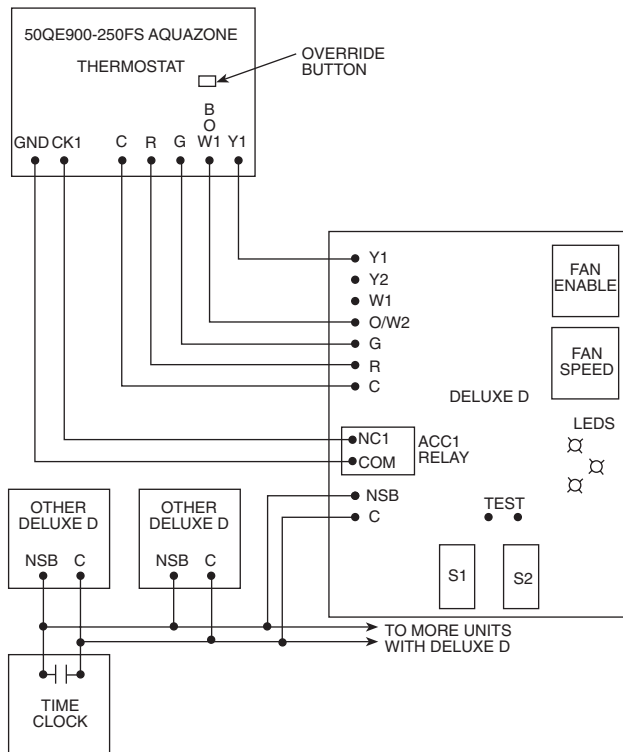 50QE900-250FS AQUAZONE
THERMOSTAT
OVERRIDE
BUTTON
B
O
GND CK1 C R G W1 Y1
Y1
Y2
W1
O/W2
G
R
C
FAN
ENABLE
FAN
SPEED
DELUXE D
LEDS
NC1
COM
ACC1
RELAY
NSB
C
TEST
S1
S2
OTHER
DELUXE D
NSB C
OTHER
DELUXE D
NSB C
TO MORE UNITS
WITH DELUXE D
TIME
CLOCK